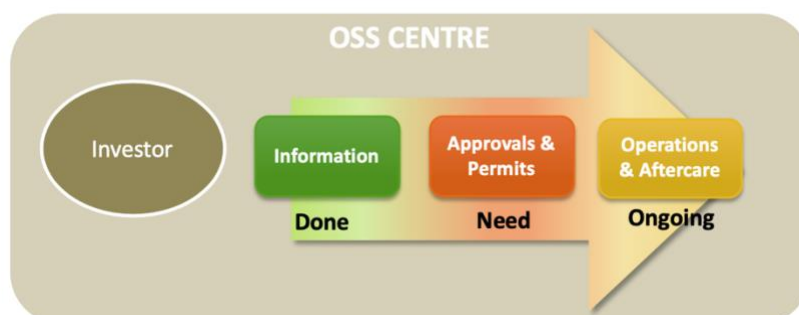 OSS CENTRE
Investor
Information
Approvals &
Permits
Operations
& Aftercare
Done
Need
Ongoing